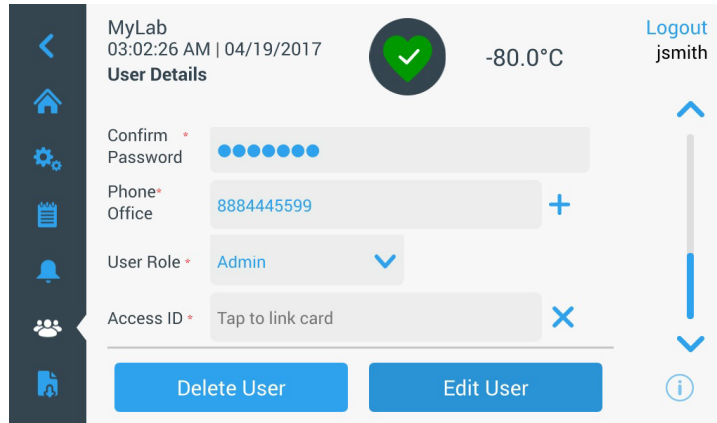 MyLab
03:02:26 AM | 04/19/2017
User Details
-80.0°C
Logout
jsmith
Confirm *
Password
●●●●●●●
Phone*
Office
8884445599
User Role *
Admin
Access ID *
Tap to link card
Delete User
Edit User